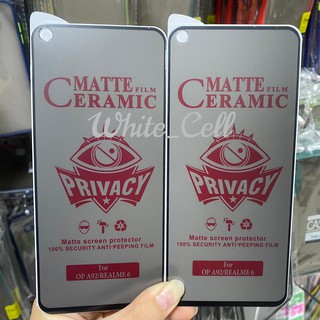 MATTE FILM
CERAMIC
PRIVACY
Matte screen protector
100% SECURITY ANTI-PEEPING FILM
For
OP A92/REALME 6
MATTE FILM
CERAMIC
PRIVACY
Matte screen protector
100% SECURITY ANTI-PEEPING FILM
For
OP A92/REALME 6
White_Cell